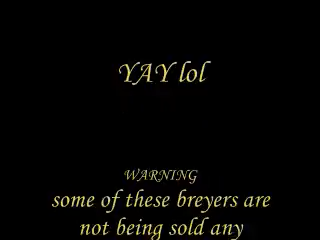 YAY lol
WARNING
some of these breyers are
not being sold any